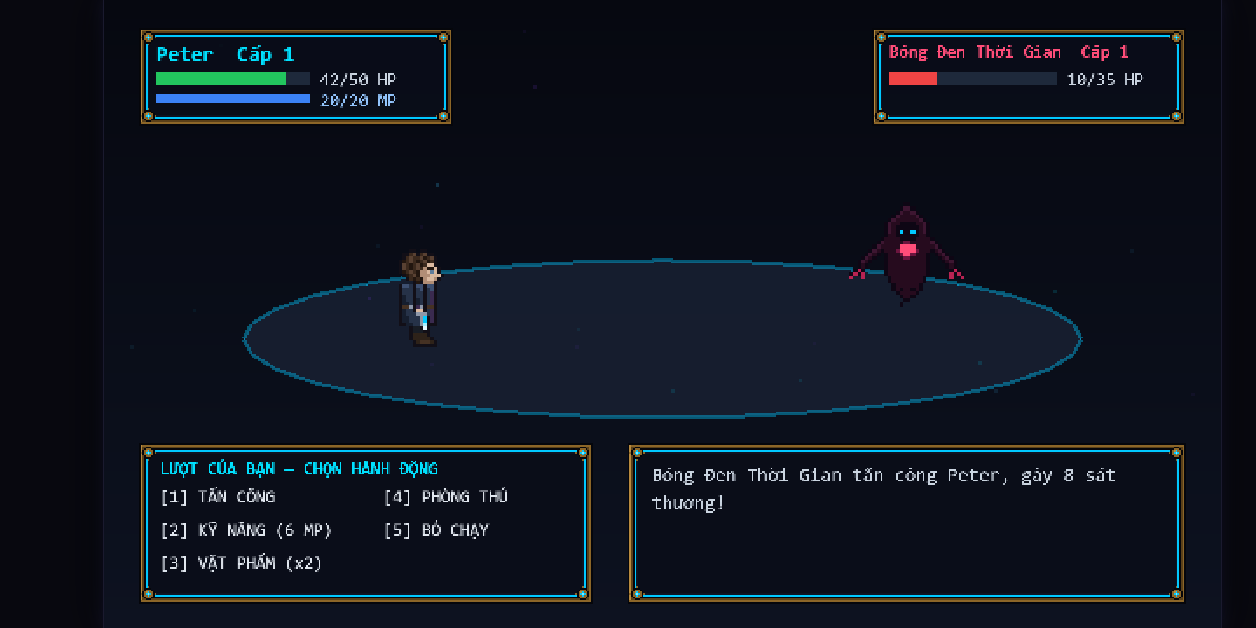 Peter Cấp 1
42/50 HP
20/20 MP
Bóng Đen Thời Gian Cấp 1
10/35 HP
LƯỢT CỦA BẠN — CHỌN HÀNH ĐỘNG
[1] TẤN CÔNG
[4] PHÒNG THỦ
[2] KỸ NĂNG (6 MP)
[5] BỎ CHẠY
[3] VẬT PHẨM (x2)
Bóng Đen Thời Gian tấn công Peter, gây 8 sát
thương!